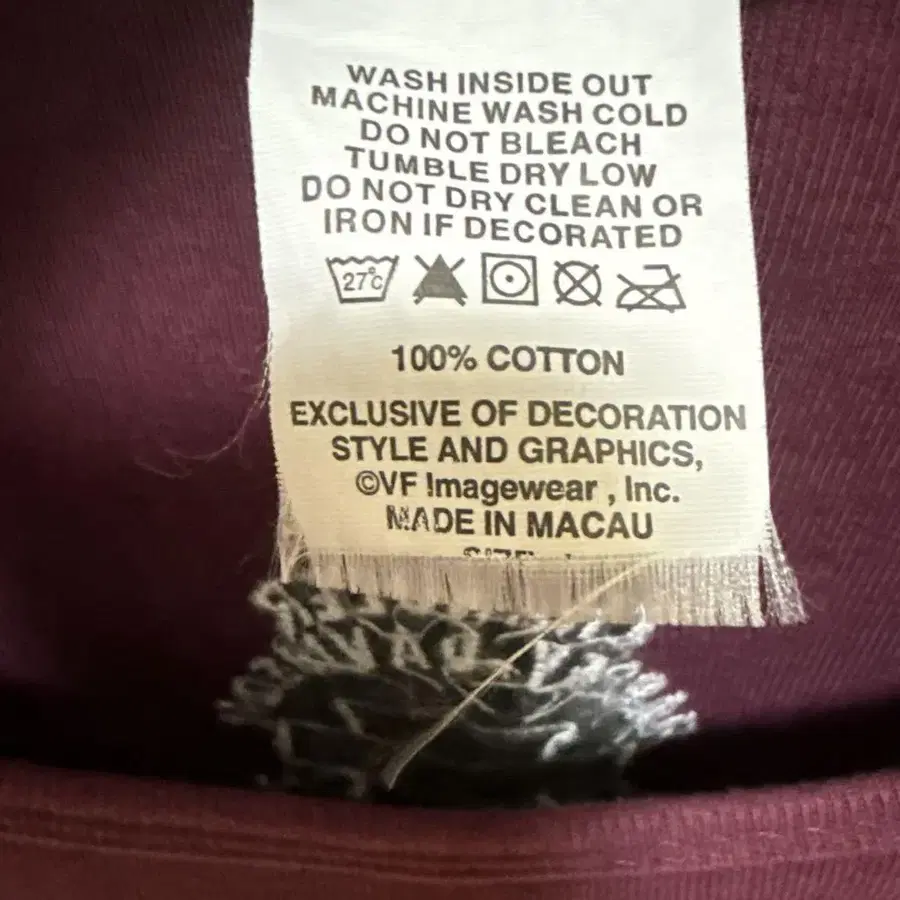 WASH INSIDE OUT
MACHINE WASH COLD
DO NOT BLEACH
TUMBLE DRY LOW
DO NOT DRY CLEAN OR
IRON IF DECORATED
27°C
100% COTTON
EXCLUSIVE OF DECORATION
STYLE AND GRAPHICS,
©VF Imagewear , Inc.
MADE IN MACAU